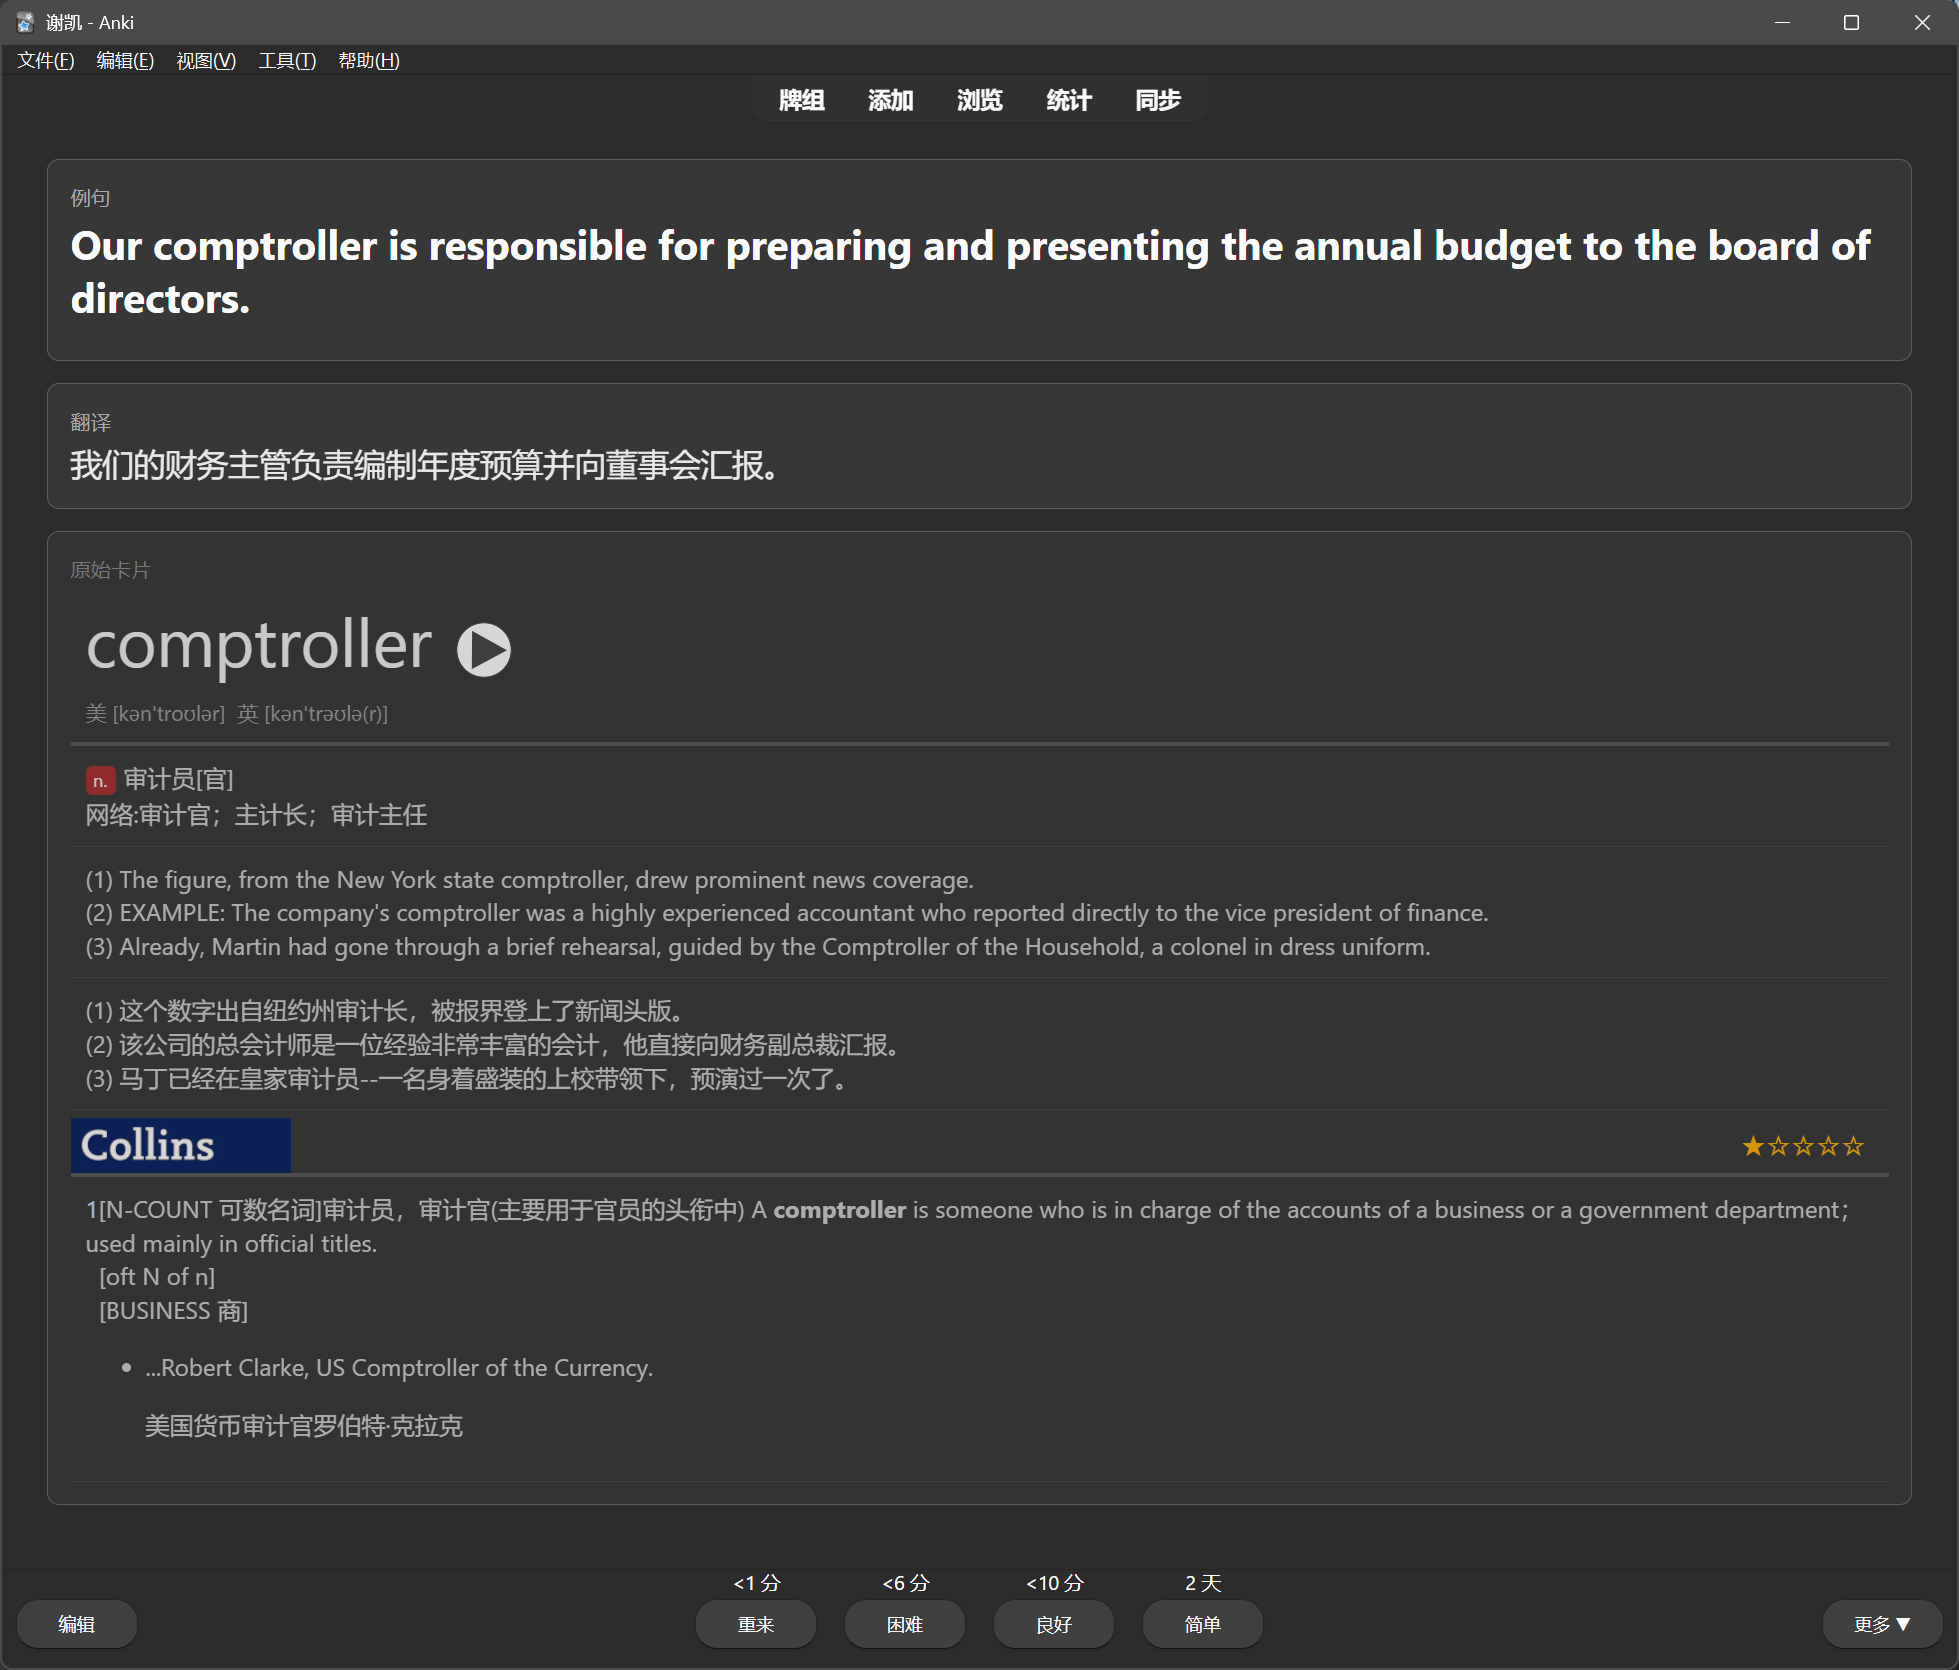 谢凯 - Anki
文件(F) 编辑(E) 视图(V) 工具(T) 帮助(H)
牌组 添加 浏览 统计 同步
例句
Our comptroller is responsible for preparing and presenting the annual budget to the board of
directors.
翻译
我们的财务主管负责编制年度预算并向董事会汇报。
原始卡片
comptroller
美 [kən'troʊlər] 英 [kən'trəʊlə(r)]
n. 审计员[官]
网络:审计官；主计长；审计主任
(1) The figure, from the New York state comptroller, drew prominent news coverage.
(2) EXAMPLE: The company's comptroller was a highly experienced accountant who reported directly to the vice president of finance.
(3) Already, Martin had gone through a brief rehearsal, guided by the Comptroller of the Household, a colonel in dress uniform.
(1) 这个数字出自纽约州审计长，被报界登上了新闻头版。
(2) 该公司的总会计师是一位经验非常丰富的会计，他直接向财务副总裁汇报。
(3) 马丁已经在皇家审计员--一名身着盛装的上校带领下，预演过一次了。
Collins ★☆☆☆☆
1[N-COUNT 可数名词]审计员，审计官(主要用于官员的头衔中) A comptroller is someone who is in charge of the accounts of a business or a government department；
used mainly in official titles.
[oft N of n]
[BUSINESS 商]
• ...Robert Clarke, US Comptroller of the Currency.
美国货币审计官罗伯特·克拉克
<1 分 <6 分 <10 分 2 天
编辑 重来 困难 良好 简单 更多▼